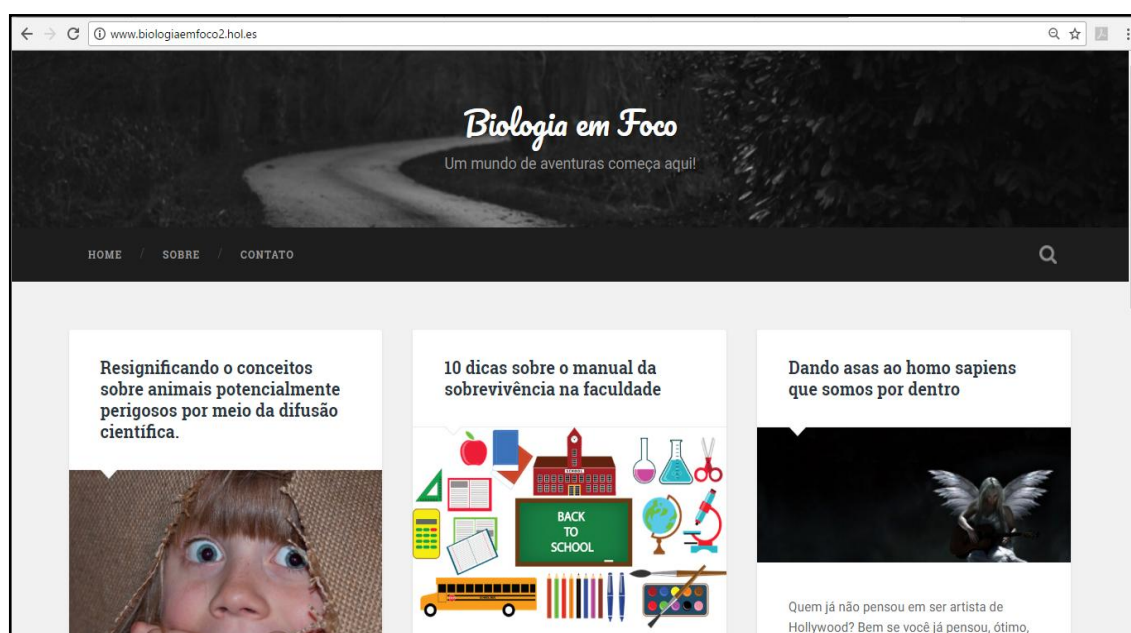 www.biologiaemfoco2.hol.es
Biologia em Foco
Um mundo de aventuras começa aqui!
HOME / SOBRE / CONTATO
Resignificando o conceitos
sobre animais potencialmente
perigosos por meio da difusão
científica.
10 dicas sobre o manual da
sobrevivência na faculdade
SCHOOL
BACK
TO
SCHOOL
Dando asas ao homo sapiens
que somos por dentro
Quem já não pensou em ser artista de
Hollywood? Bem se você já pensou, ótimo,